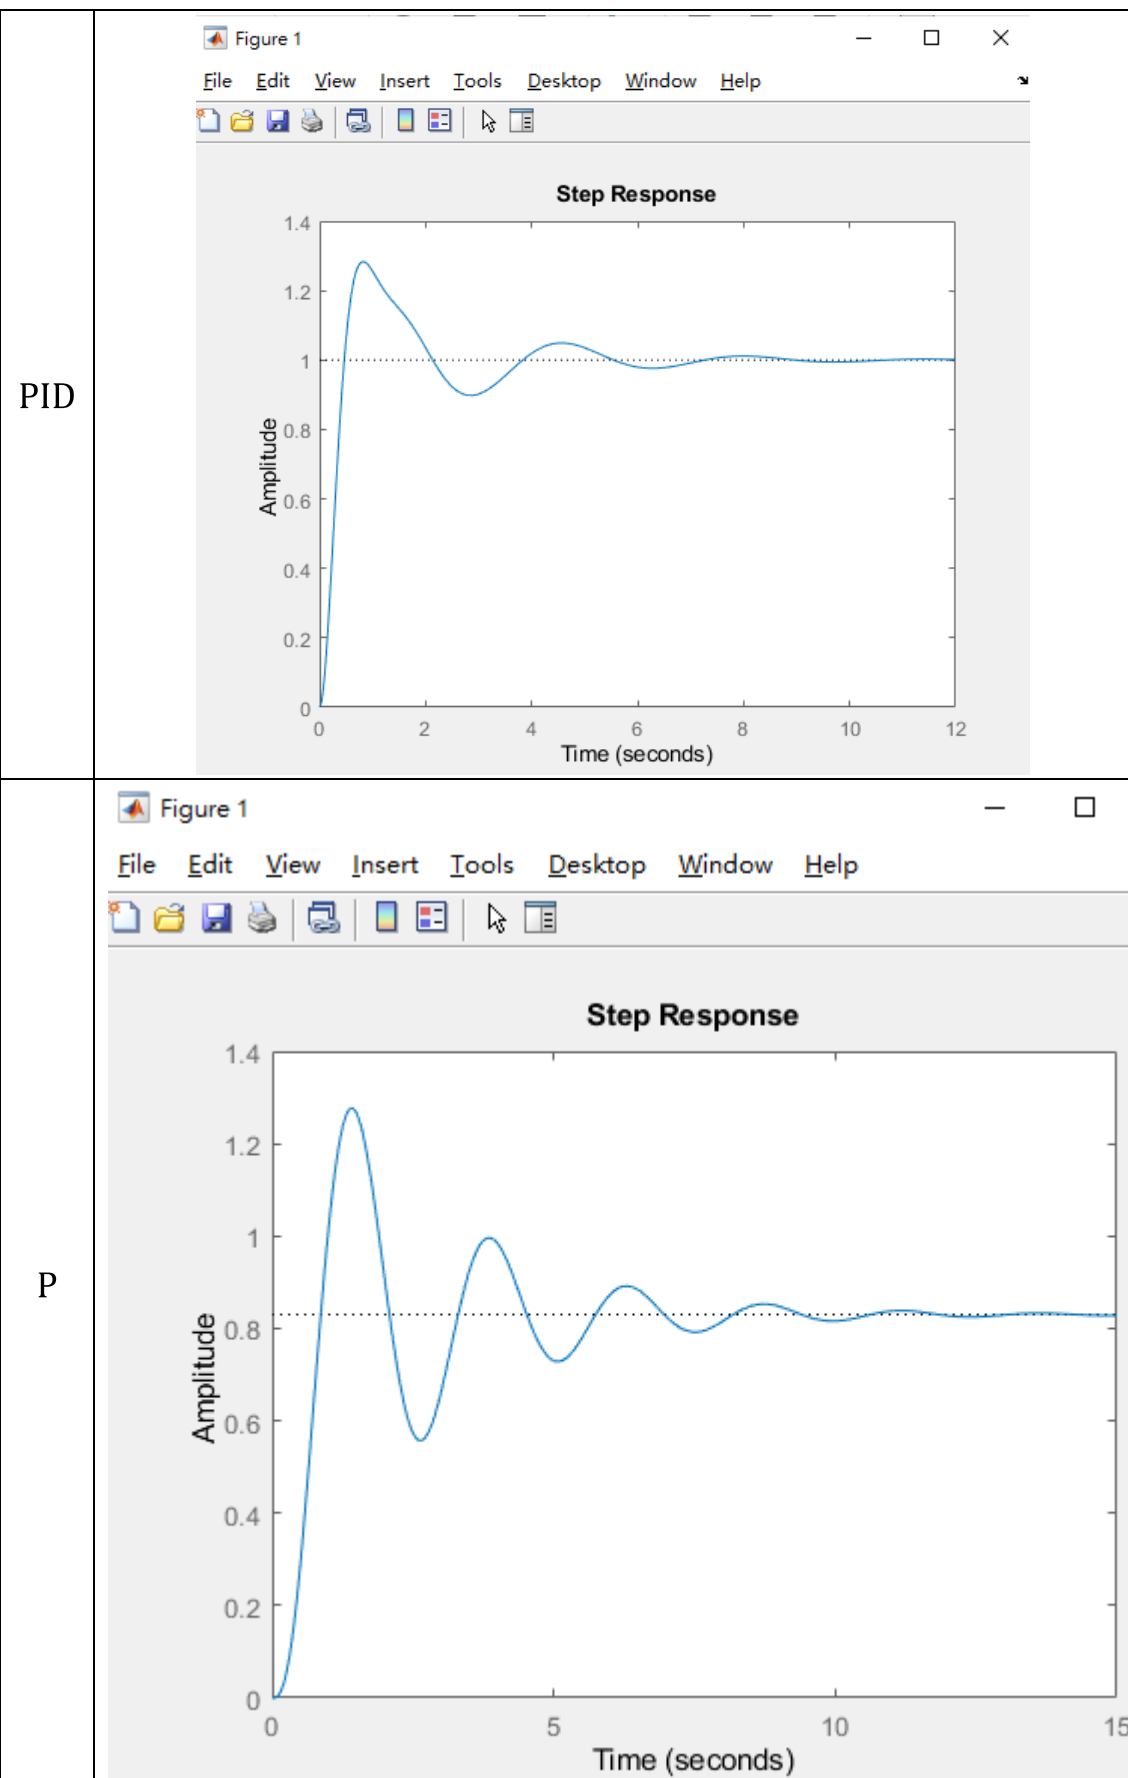 Figure 1
File Edit View Insert Tools Desktop Window Help
Step Response
1.4
1.2
1
0.8
0.6
0.4
0.2
0
Amplitude
0 2 4 6 8 10 12
Time (seconds)
PID
Figure 1
File Edit View Insert Tools Desktop Window Help
Step Response
1.4
1.2
1
0.8
0.6
0.4
0.2
0
Amplitude
0 5 10 15
Time (seconds)
P